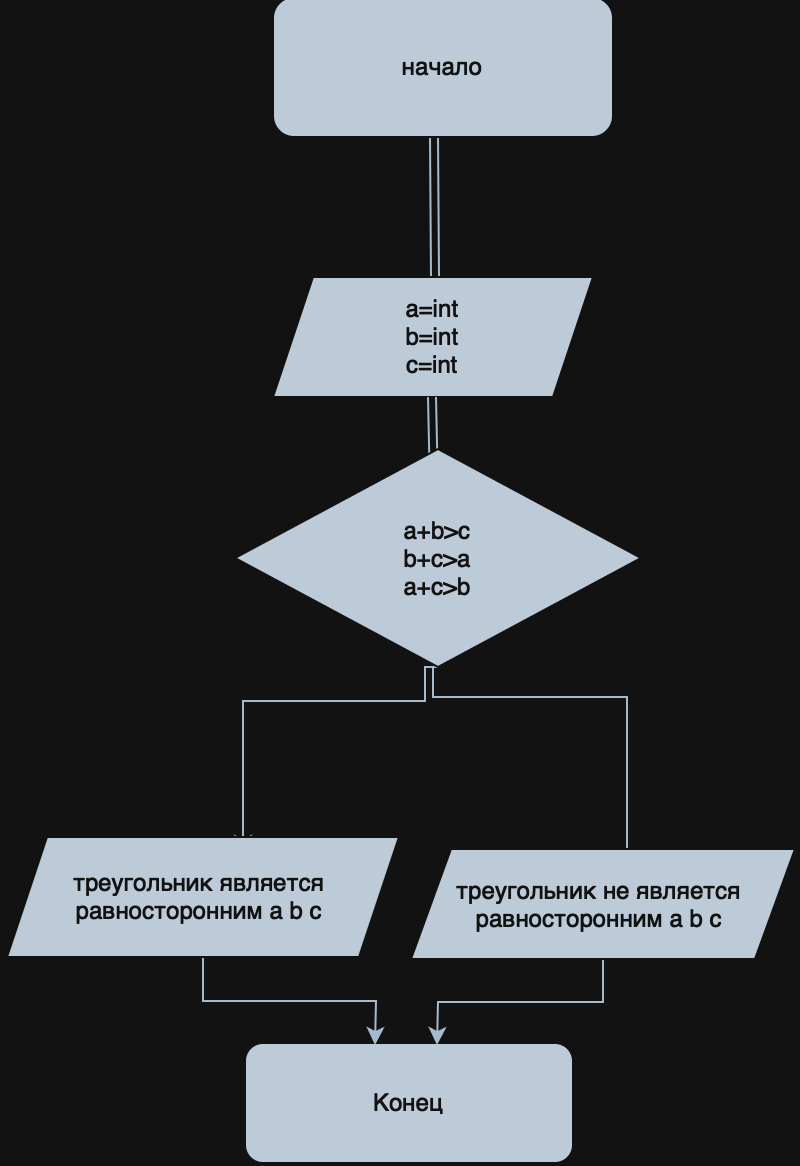 начало
a=int
b=int
c=int
a+b>c
b+c>a
a+c>b
треугольник является
равносторонним a b c
треугольник не является
равносторонним a b c
Конец